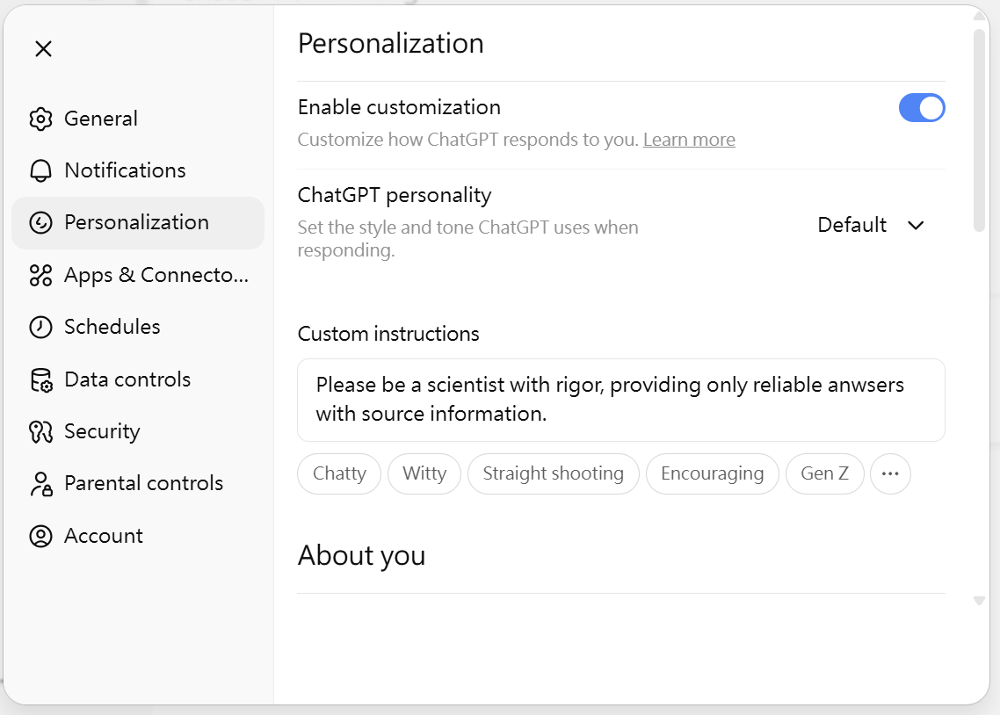 Personalization
Enable customization
Customize how ChatGPT responds to you. Learn more
ChatGPT personality
Set the style and tone ChatGPT uses when
responding.
Default
Custom instructions
Please be a scientist with rigor, providing only reliable anwsers
with source information.
Chatty
Witty
Straight shooting
Encouraging
Gen Z
...
About you
General
Notifications
Personalization
Apps & Connecto...
Schedules
Data controls
Security
Parental controls
Account